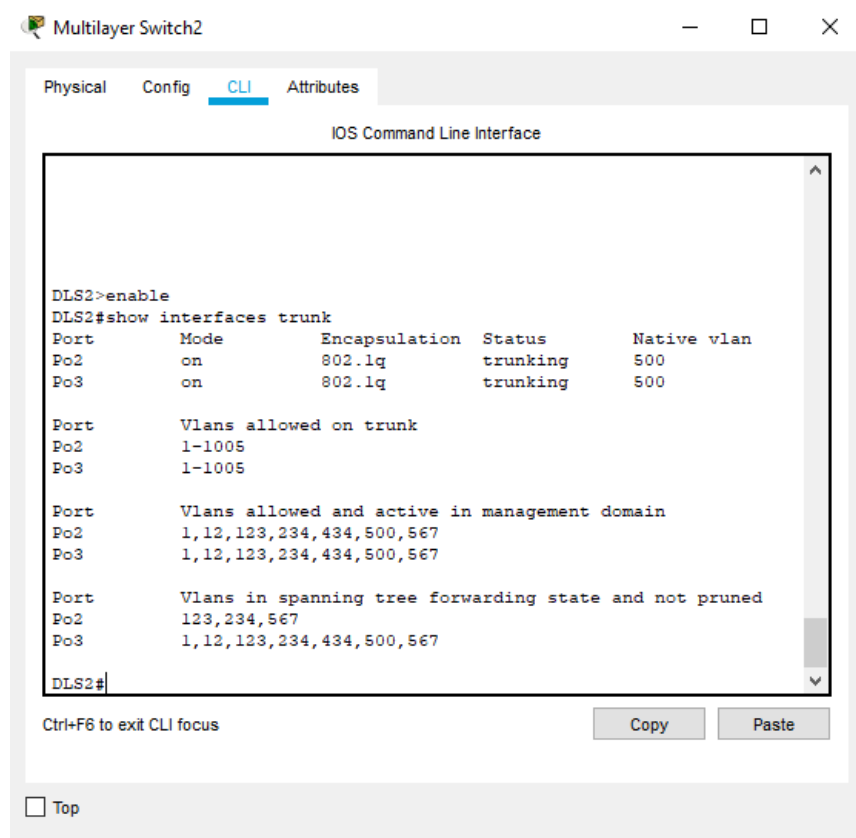 Multilayer Switch2
Physical Config CLI Attributes
IOS Command Line Interface
DLS2>enable
DLS2#show interfaces trunk
Port Mode Encapsulation Status Native vlan
Po2 on 802.1q trunking 500
Po3 on 802.1q trunking 500
Port Vlans allowed on trunk
Po2 1-1005
Po3 1-1005
Port Vlans allowed and active in management domain
Po2 1,12,123,234,434,500,567
Po3 1,12,123,234,434,500,567
Port Vlans in spanning tree forwarding state and not pruned
Po2 123,234,567
Po3 1,12,123,234,434,500,567
DLS2#
Ctrl+F6 to exit CLI focus Copy Paste
Top